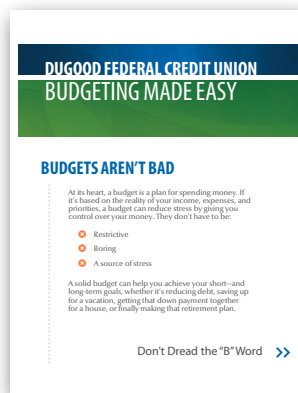 DUGOOD FEDERAL CREDIT UNION
BUDGETING MADE EASY
BUDGETS AREN'T BAD
At its heart, a budget is a plan for spending money. If
it's based on the reality of your income, expenses, and
priorities, a budget can reduce stress by giving you
control over your money. They don't have to be:
Restrictive
Boring
A source of stress
A solid budget can help you achieve your short—and
long-term goals, whether it's reducing debt, saving up
for a vacation, getting that down payment together
for a house, or finally making that retirement plan.
Don't Dread the "B" Word »